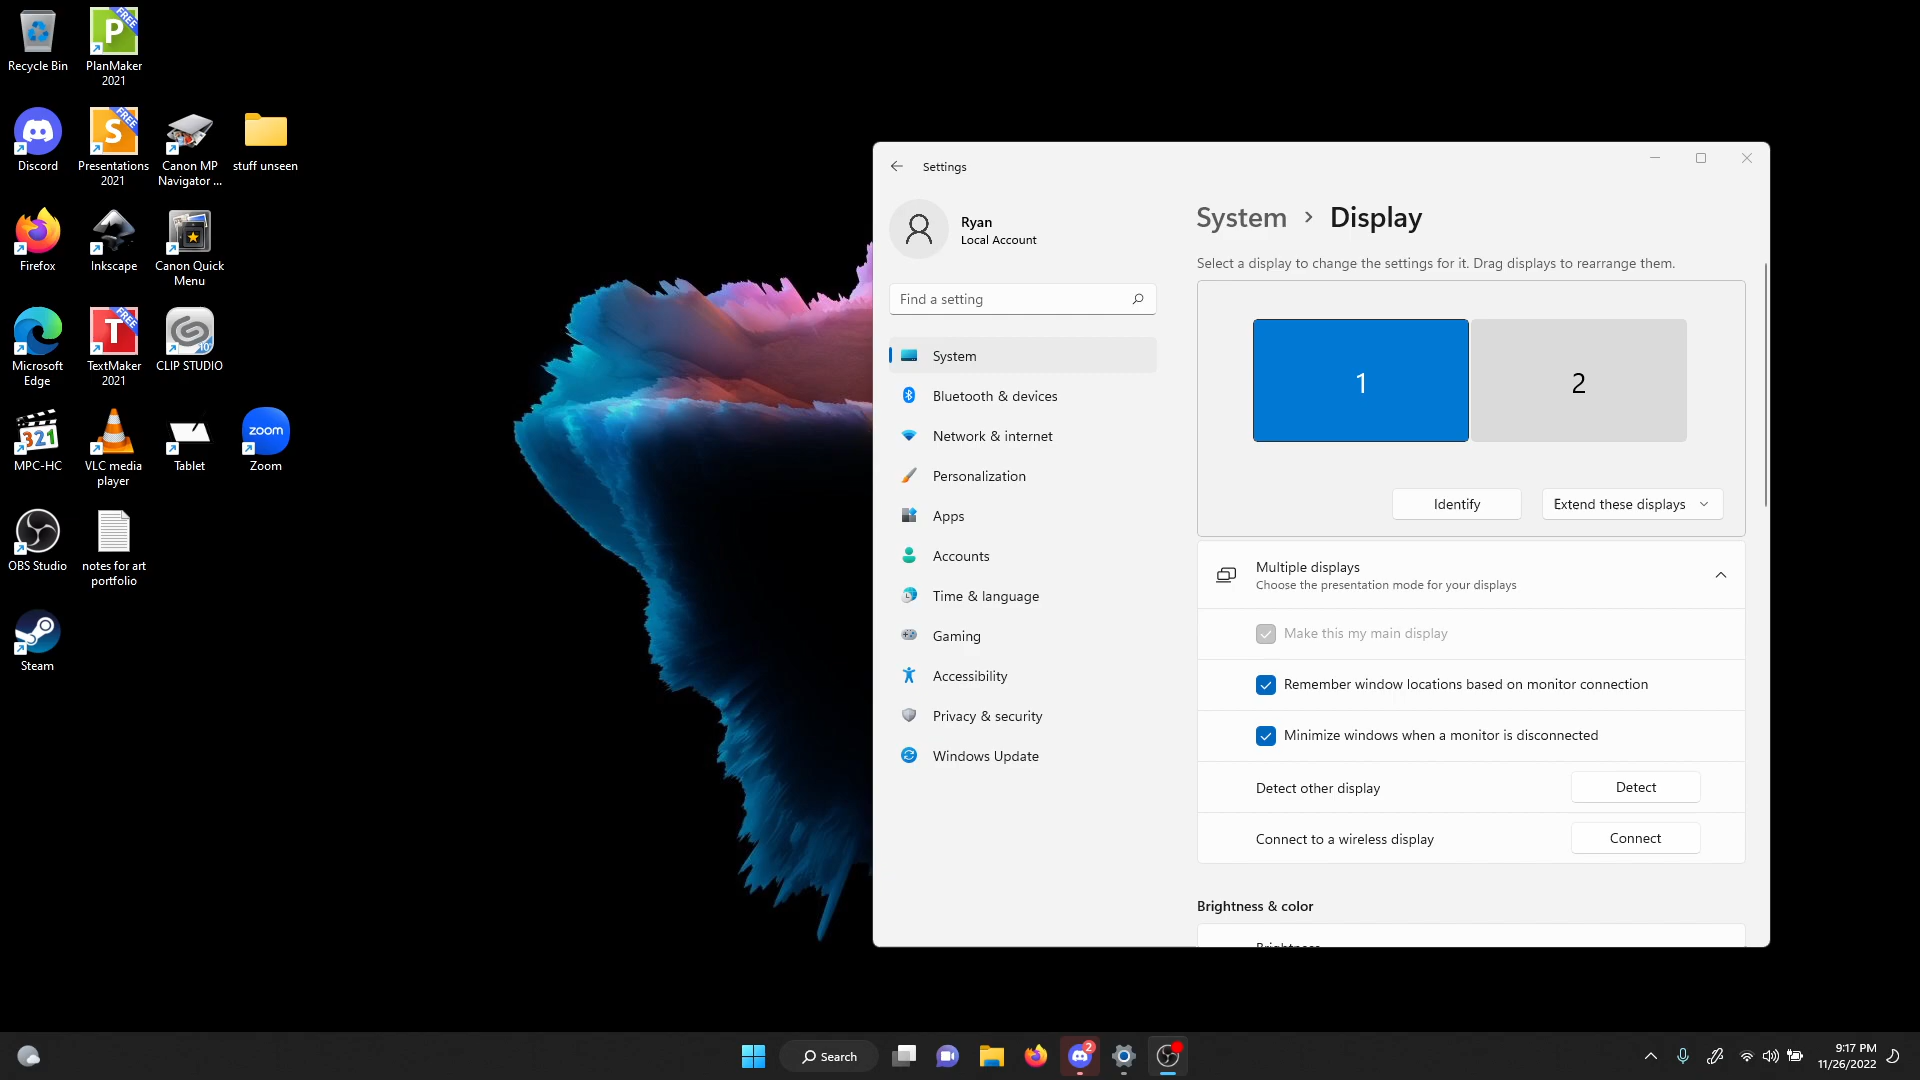 Recycle Bin
P
FREE
PlanMaker
2021
Discord
S
FREE
Presentations
2021
Canon MP
Navigator ...
stuff unseen
Firefox
Inkscape
Canon Quick
Menu
Microsoft
Edge
T
FREE
TextMaker
2021
CLIP STUDIO
321
MPC-HC
VLC media
player
Tablet
zoom
Zoom
OBS Studio
notes for art
portfolio
Steam
Settings
Ryan
Local Account
Find a setting
System
Bluetooth & devices
Network & internet
Personalization
Apps
Accounts
Time & language
Gaming
Accessibility
Privacy & security
Windows Update
System > Display
Select a display to change the settings for it. Drag displays to rearrange them.
1
2
Identify
Extend these displays
Multiple displays
Choose the presentation mode for your displays
Make this my main display
Remember window locations based on monitor connection
Minimize windows when a monitor is disconnected
Detect other display
Detect
Connect to a wireless display
Connect
Brightness & color
Brightness
Search
2
9:17 PM
11/26/2022